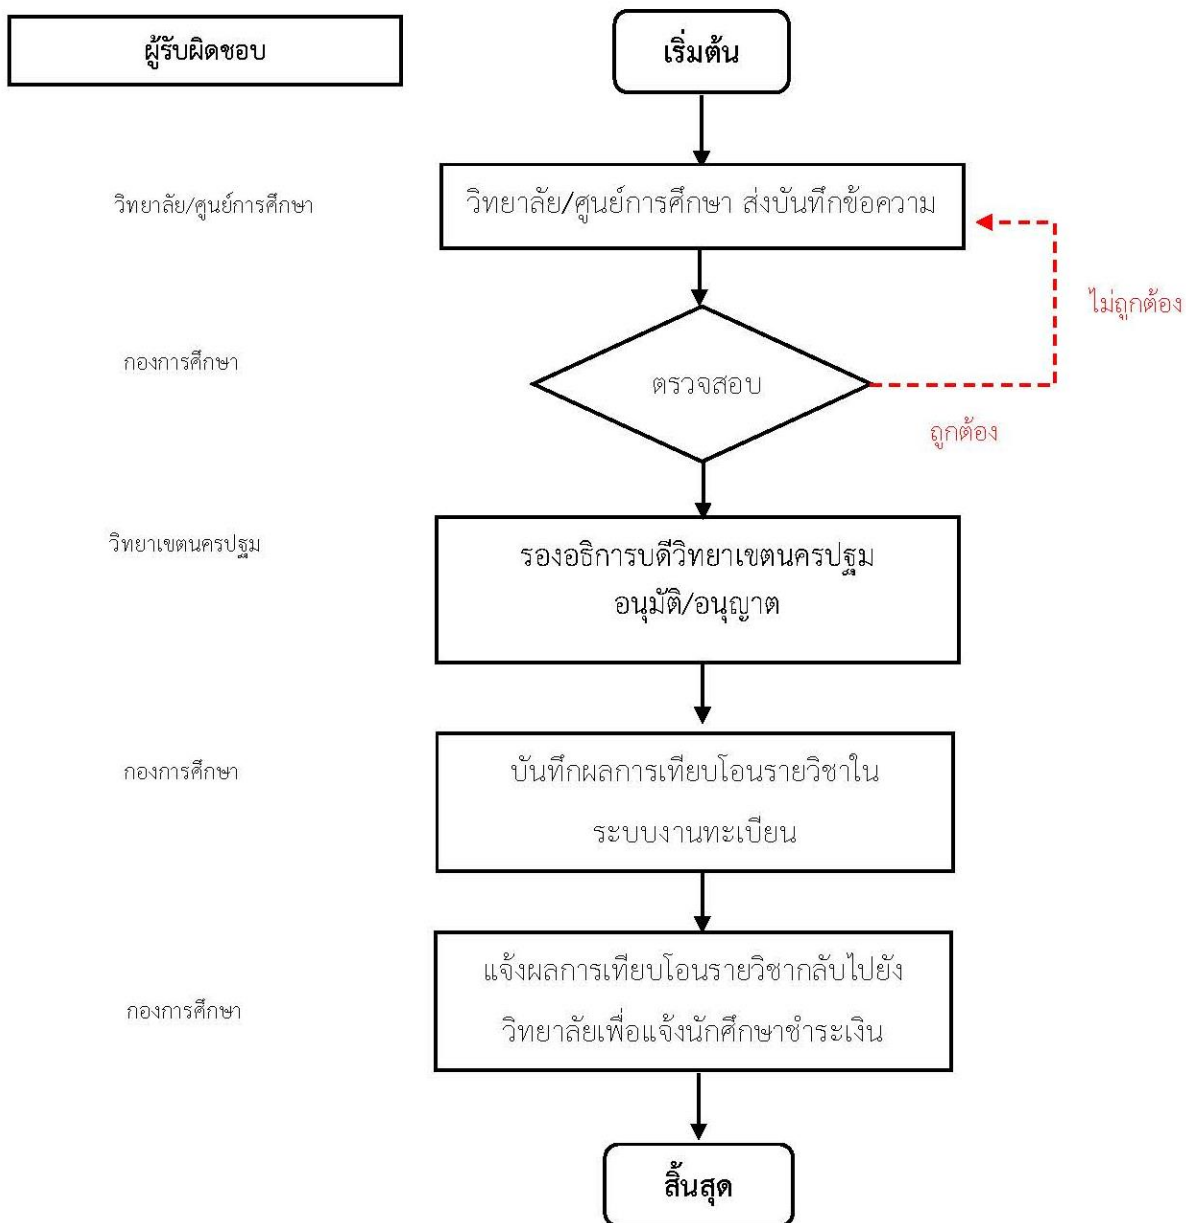 ผู้รับผิดชอบ
เริ่มต้น
วิทยาลัย/ศูนย์การศึกษา
วิทยาลัย/ศูนย์การศึกษา ส่งบันทึกข้อความ
ไม่ถูกต้อง
กองการศึกษา
ตรวจสอบ
ถูกต้อง
วิทยาเขตนครปฐม
รองอธิการบดีวิทยาเขตนครปฐม
อนุมัติ/อนุญาต
กองการศึกษา
บันทึกผลการเทียบโอนรายวิชาใน
ระบบงานทะเบียน
กองการศึกษา
แจ้งผลการเทียบโอนรายวิชากลับไปยัง
วิทยาลัยเพื่อแจ้งนักศึกษาชำระเงิน
สิ้นสุด